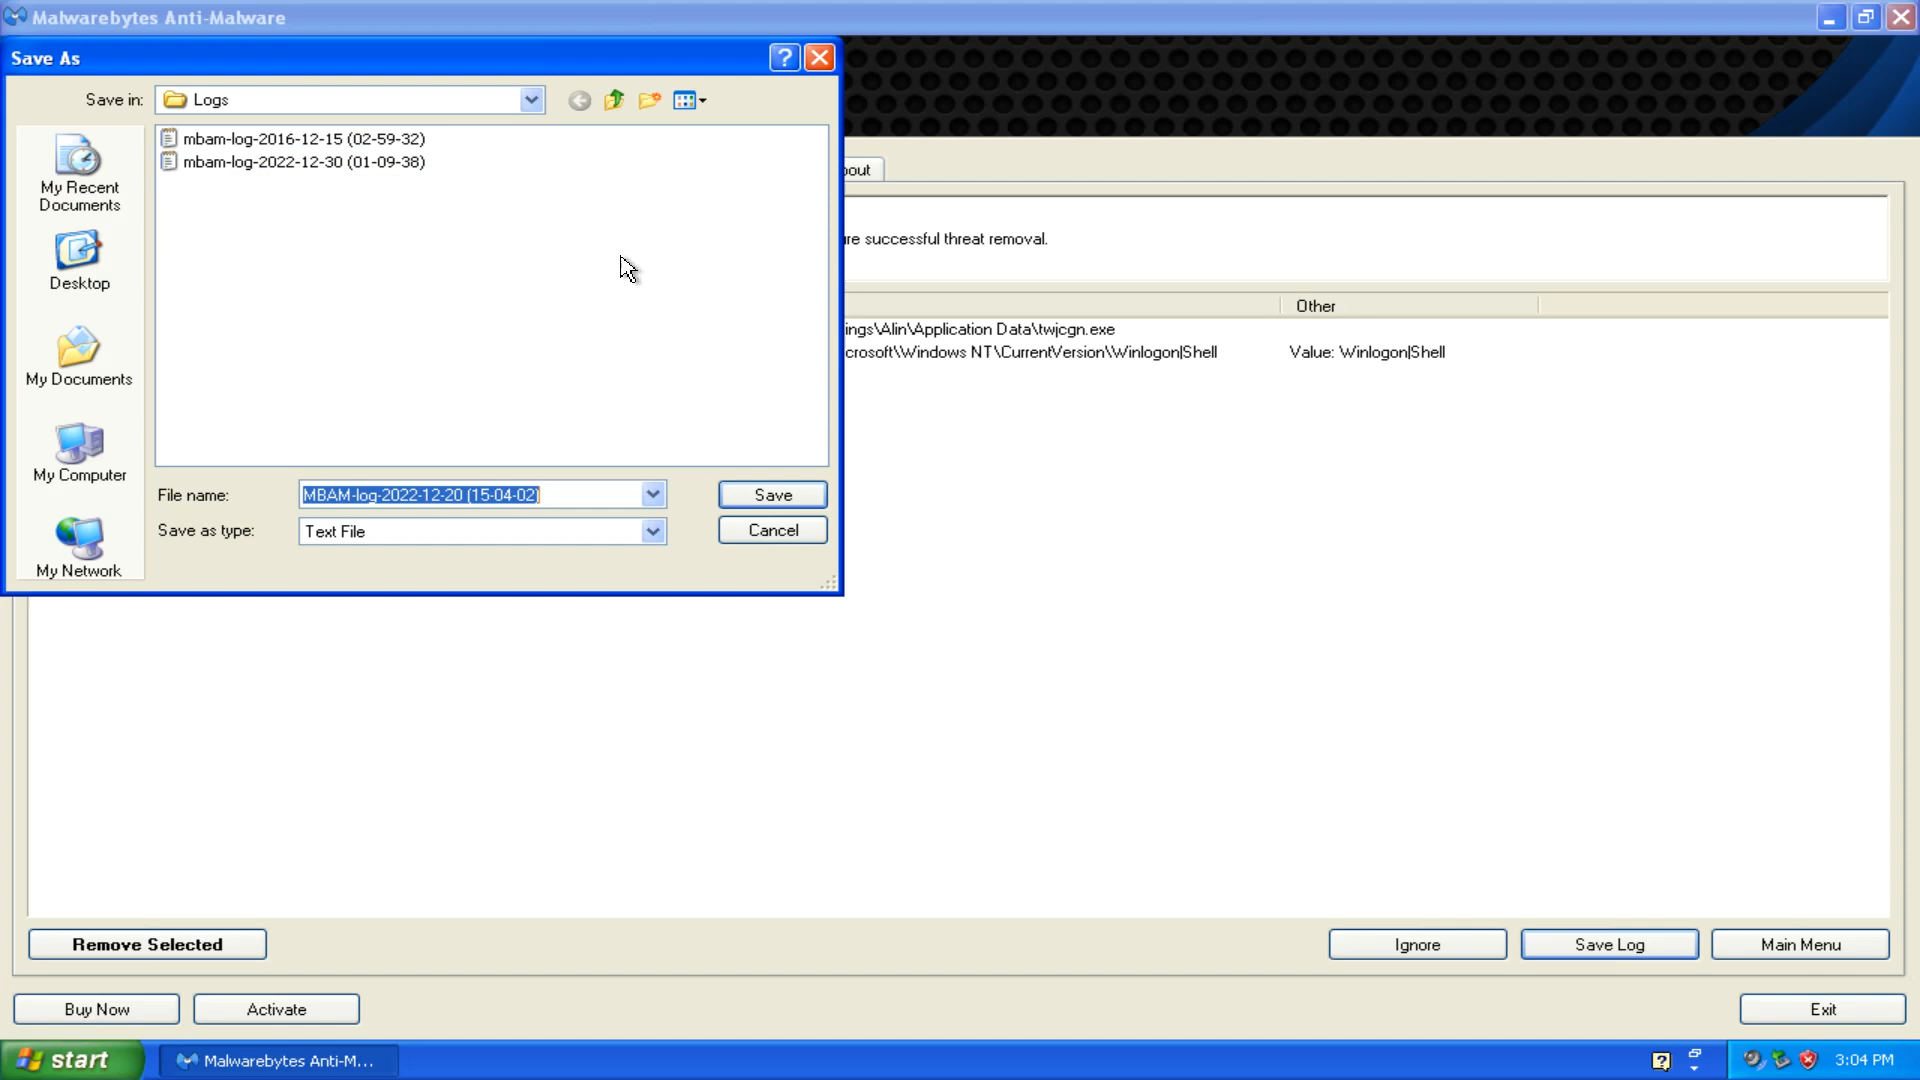 Malwarebytes Anti-Malware
Save As
Save in:
Logs
mbam-log-2016-12-15 (02-59-32)
mbam-log-2022-12-30 (01-09-38)
My Recent
Documents
Desktop
My Documents
My Computer
My Network
File name:
MBAM-log-2022-12-20 (15-04-02)
Save
Save as type:
Text File
Cancel
bout
re successful threat removal.
Other
ings\Alin\Application Data\twjcgn.exe
crosoft\Windows NT\CurrentVersion\Winlogon|Shell
Value: Winlogon|Shell
Remove Selected
Ignore
Save Log
Main Menu
Buy Now
Activate
Exit
start
Malwarebytes Anti-M...
3:04 PM